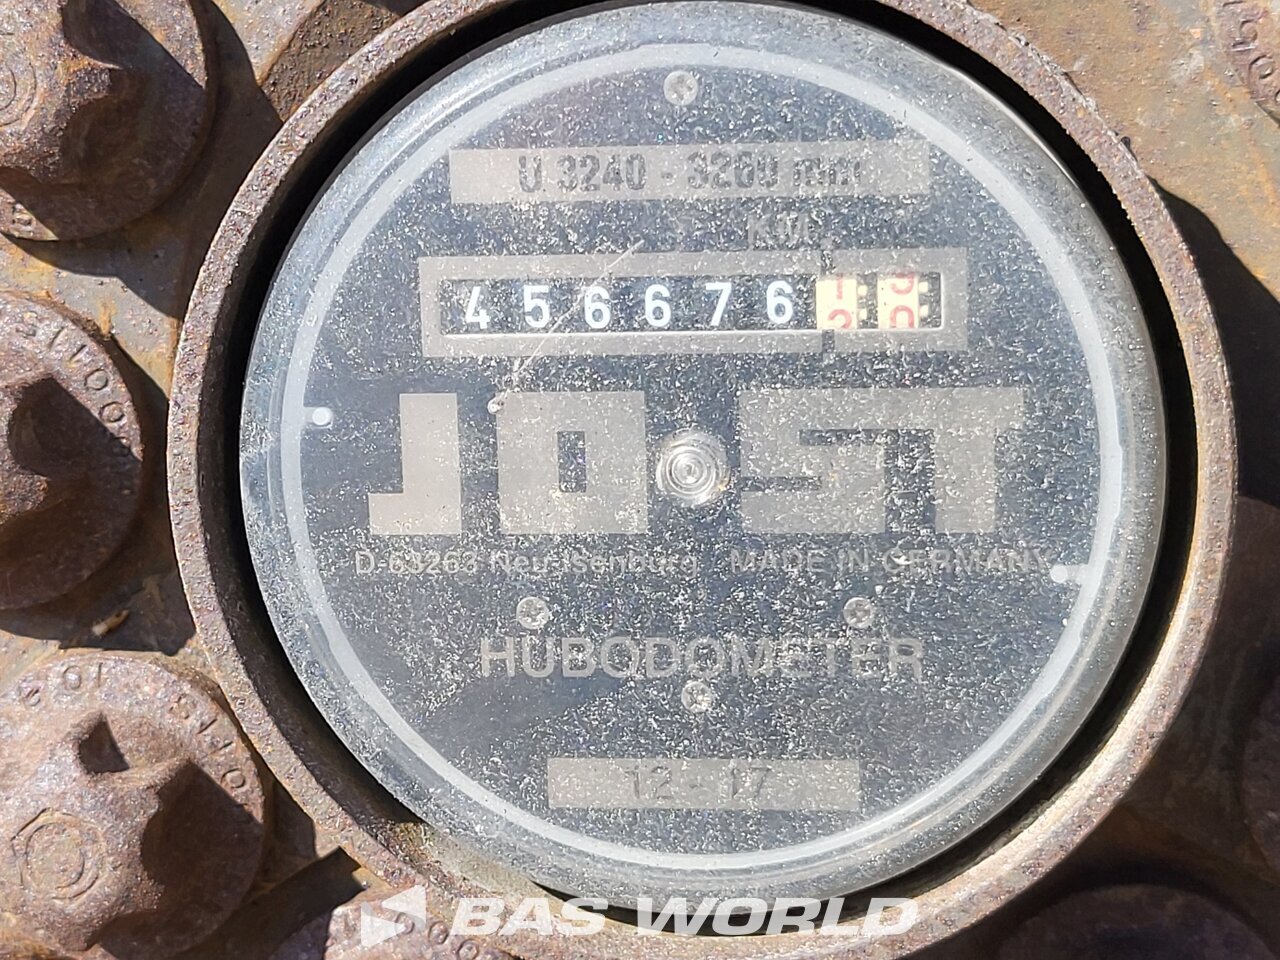 U 3240 - 3260 mm
KM
456676
JOST
D-63263 Neu-Isenburg MADE IN GERMANY
HUBODOMETER
12 - 17
BAS WORLD